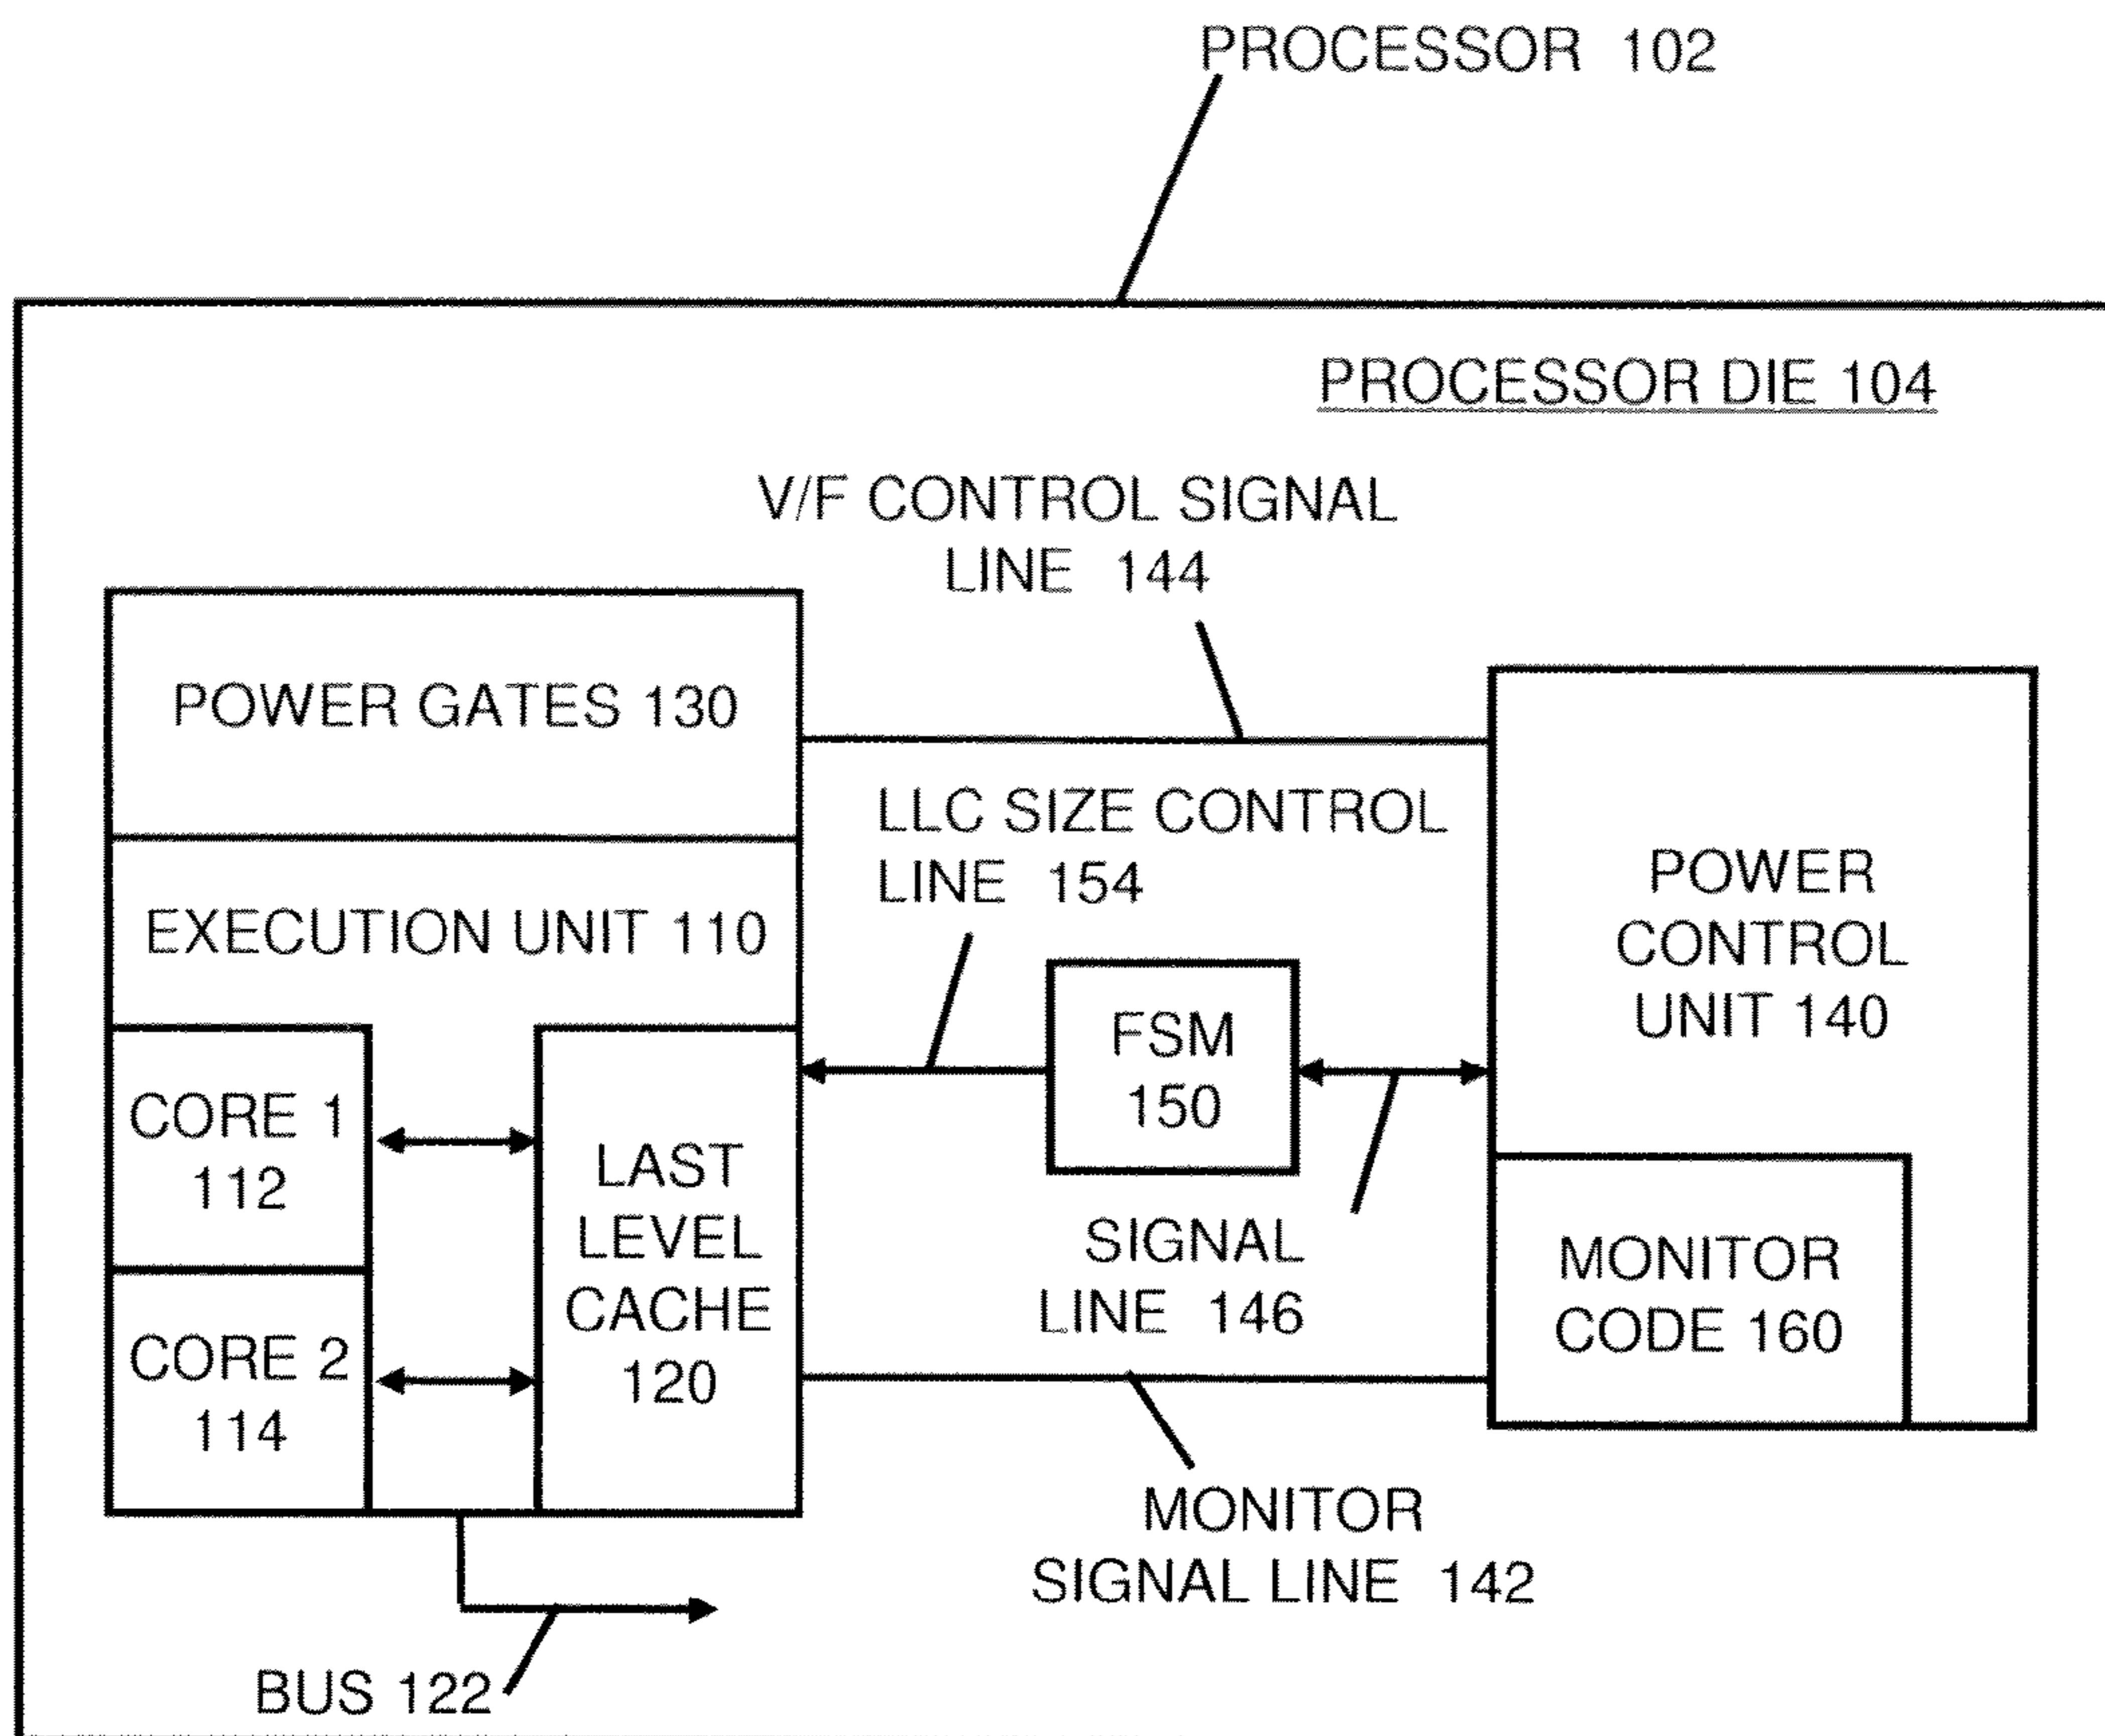 PROCESSOR 102
PROCESSOR DIE 104
V/F CONTROL SIGNAL
LINE 144
POWER GATES 130
LLC SIZE CONTROL
LINE 154
EXECUTION UNIT 110
POWER
CONTROL
UNIT 140
FSM
150
CORE 1
112
LAST
LEVEL
CACHE
120
CORE 2
114
SIGNAL
LINE 146
MONITOR
CODE 160
MONITOR
SIGNAL LINE 142
BUS 122